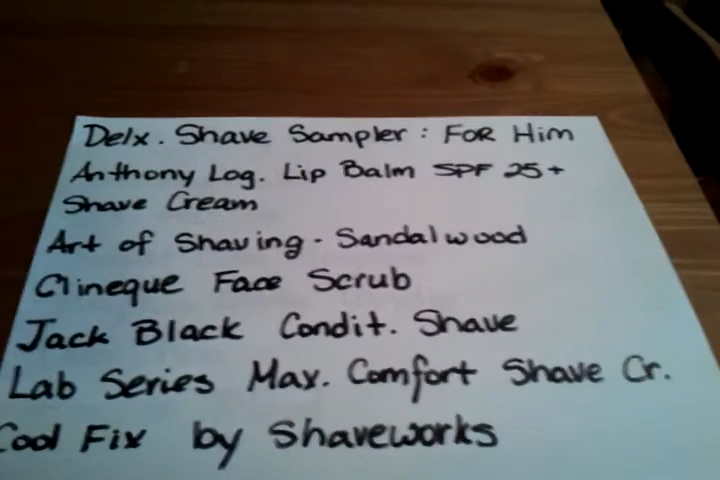 Delx. Shave Sampler: FOR Him
Anthony Log. Lip Balm SPF 25+
Shave Cream
Art of Shaving - Sandalwood
Clineque Face Scrub
Jack Black Condit. Shave
Lab Series Max. Comfort Shave Cr.
Cool Fix by Shaveworks